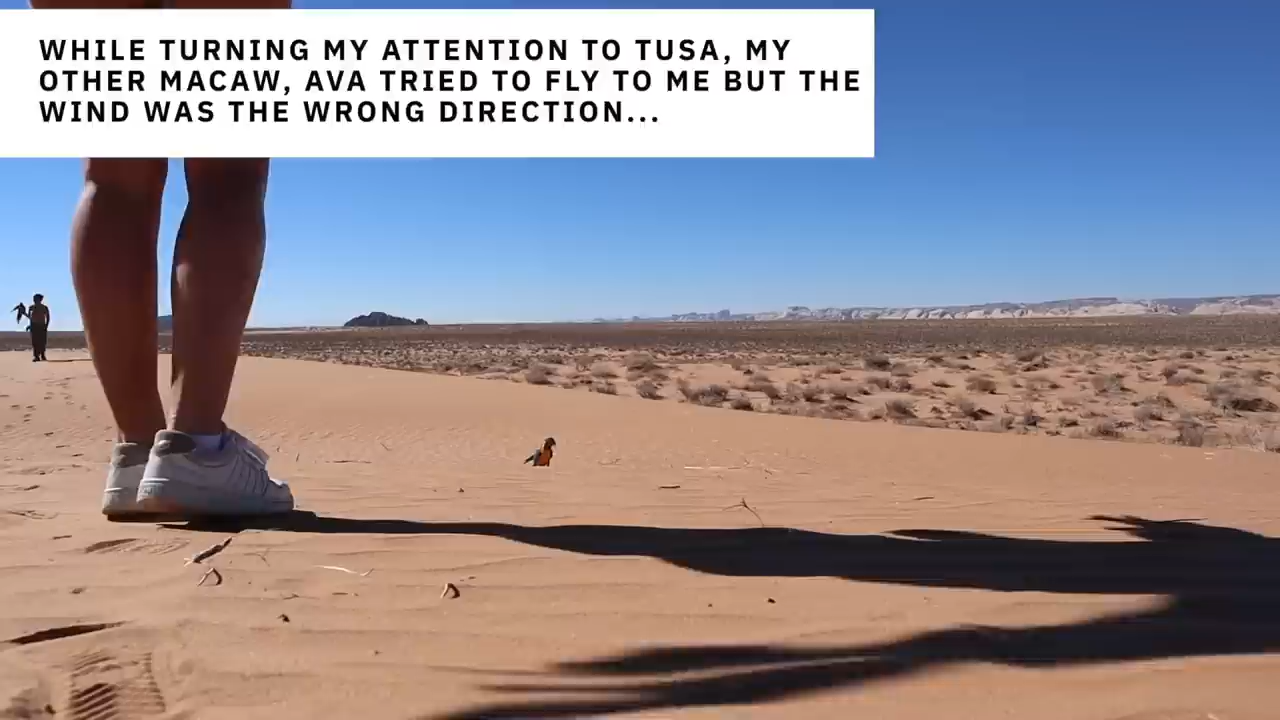 WHILE TURNING MY ATTENTION TO TUSA, MY
OTHER MACAW, AVA TRIED TO FLY TO ME BUT THE
WIND WAS THE WRONG DIRECTION...